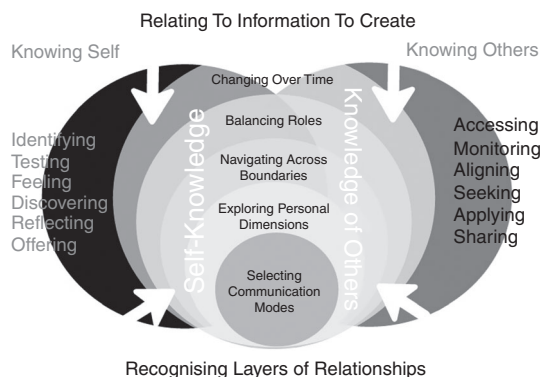 Relating To Information To Create
Knowing Self
Knowing Others
Changing Over Time
Balancing Roles
Navigating Across
Boundaries
Exploring Personal
Dimensions
Selecting
Communication
Modes
Self-Knowledge
Knowledge of Others
Identifying
Testing
Feeling
Discovering
Reflecting
Offering
Accessing
Monitoring
Aligning
Seeking
Applying
Sharing
Recognising Layers of Relationships